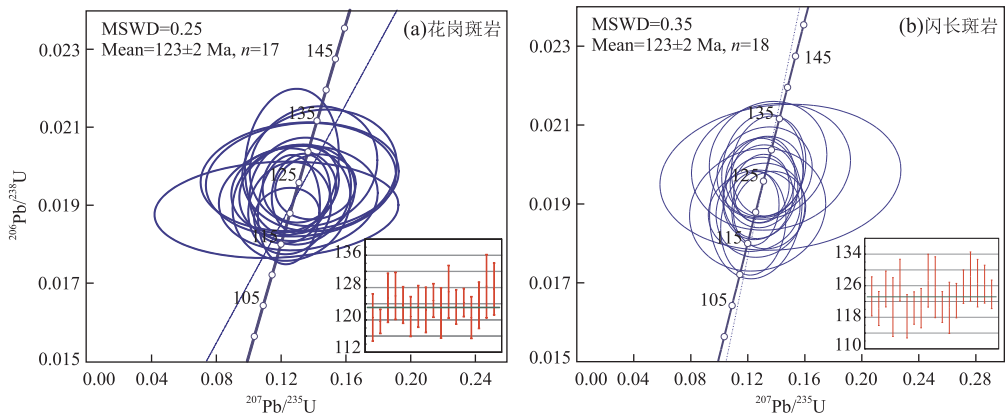 MSWD=0.25
Mean=123±2 Ma, n=17
(a)花岗斑岩
145
135
125
115
105
0.023
0.021
0.019
0.017
0.015
²⁰⁶Pb/²³⁸U
136
128
120
112
0.00 0.04 0.08 0.12 0.16 0.20 0.24
²⁰⁷Pb/²³⁵U
MSWD=0.35
Mean=123±2 Ma, n=18
(b)闪长斑岩
145
135
125
115
105
0.023
0.021
0.019
0.017
0.015
134
126
118
110
0.00 0.04 0.08 0.12 0.16 0.20 0.24 0.28
²⁰⁷Pb/²³⁵U